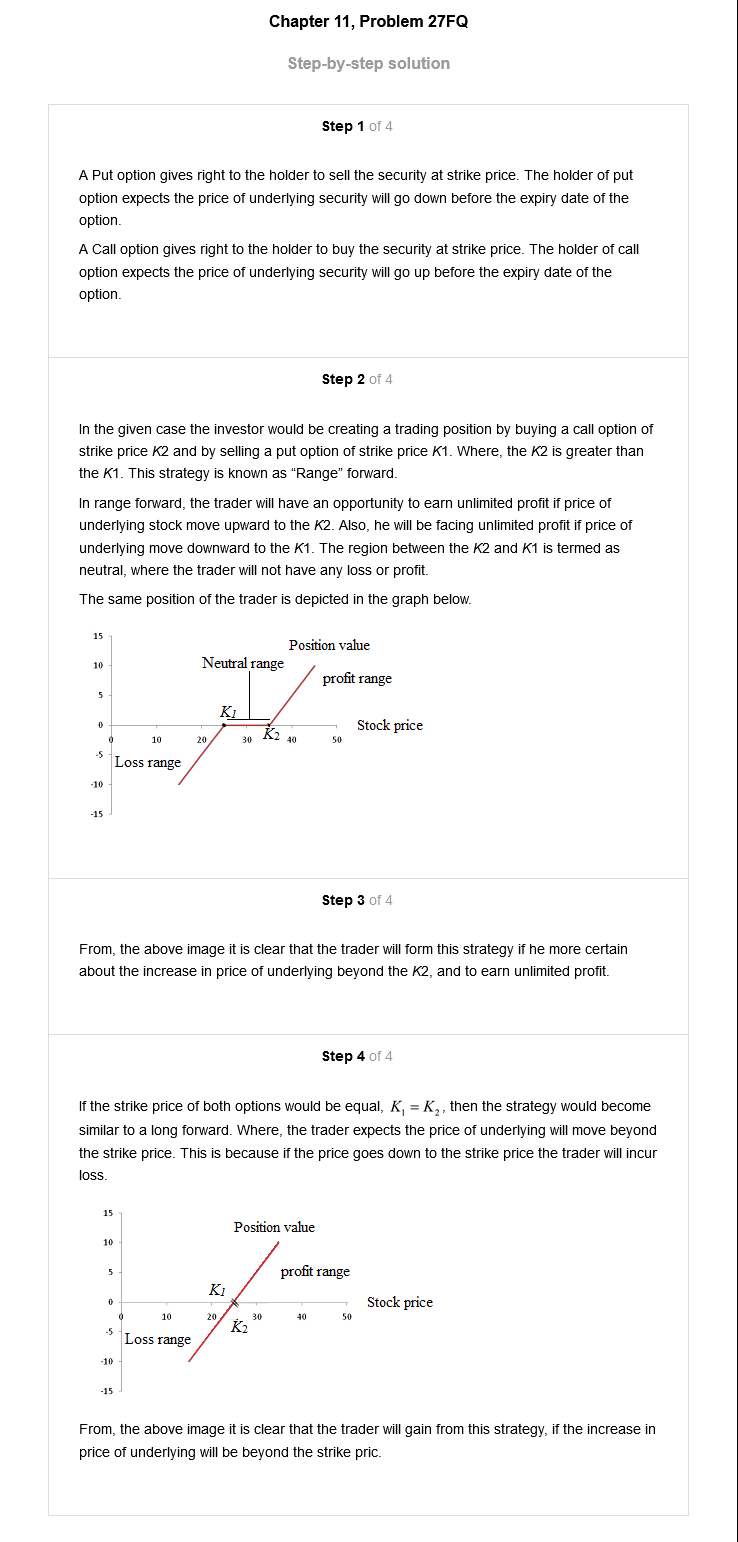 Chapter 11, Problem 27FQ
Step-by-step solution
Step 1 of 4
A Put option gives right to the holder to sell the security at strike price. The holder of put
option expects the price of underlying security will go down before the expiry date of the
option.
A Call option gives right to the holder to buy the security at strike price. The holder of call
option expects the price of underlying security will go up before the expiry date of the
option.
Step 2 of 4
In the given case the investor would be creating a trading position by buying a call option of
strike price K2 and by selling a put option of strike price K1. Where, the K2 is greater than
the K1. This strategy is known as “Range” forward.
In range forward, the trader will have an opportunity to earn unlimited profit if price of
underlying stock move upward to the K2. Also, he will be facing unlimited profit if price of
underlying move downward to the K1. The region between the K2 and K1 is termed as
neutral, where the trader will not have any loss or profit.
The same position of the trader is depicted in the graph below.
15
Position value
10
Neutral range
profit range
5
K1
0
Stock price
0 10 20 30 K2 40 50
-5
Loss range
-10
-15
Step 3 of 4
From, the above image it is clear that the trader will form this strategy if he more certain
about the increase in price of underlying beyond the K2, and to earn unlimited profit.
Step 4 of 4
If the strike price of both options would be equal, K₁ = K₂, then the strategy would become
similar to a long forward. Where, the trader expects the price of underlying will move beyond
the strike price. This is because if the price goes down to the strike price the trader will incur
loss.
15
Position value
10
5
profit range
K1
0
Stock price
0 10 20 30 40 50
K2
-5
Loss range
-10
-15
From, the above image it is clear that the trader will gain from this strategy, if the increase in
price of underlying will be beyond the strike pric.